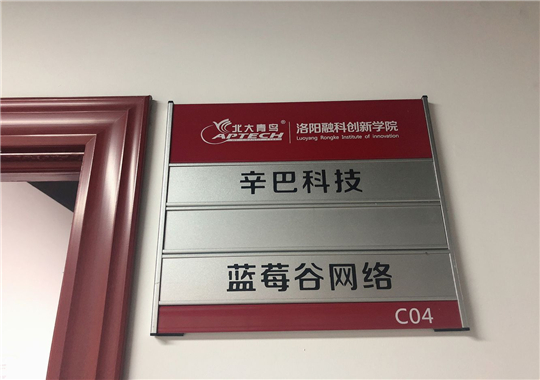 北大青鸟®
APTECH
洛阳融科创新学院
Luoyang Rongke Institute of innovation
辛巴科技
蓝莓谷网络
C04